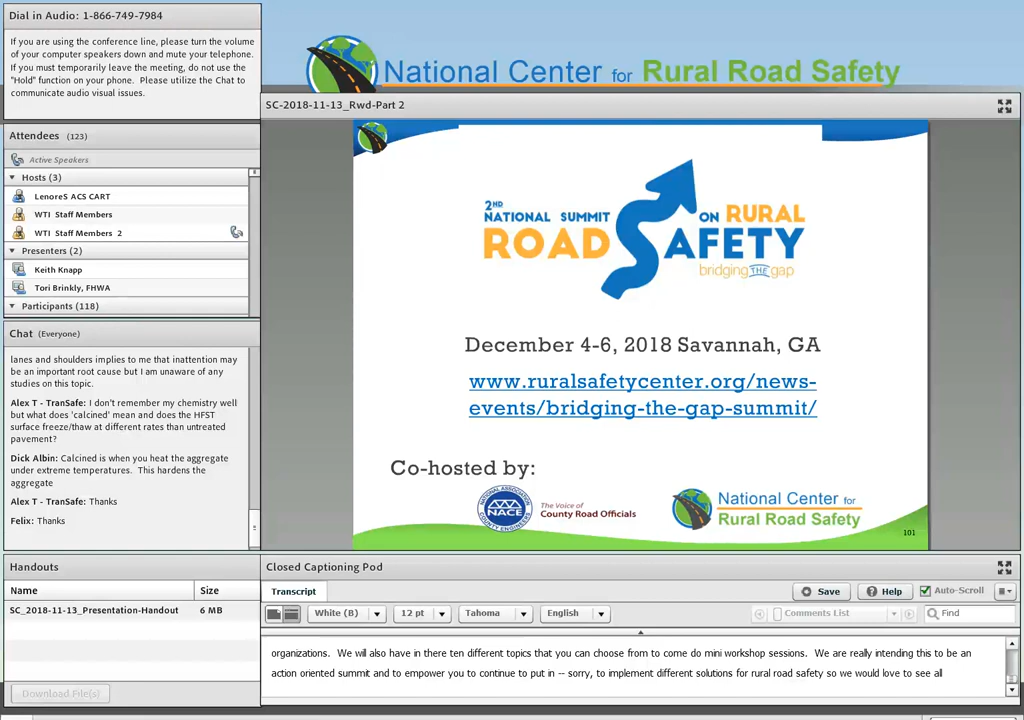 Dial in Audio: 1-866-749-7984
If you are using the conference line, please turn the volume
of your computer speakers down and mute your telephone.
If you must temporarily leave the meeting, do not use the
"Hold" function on your phone.  Please utilize the Chat to
communicate audio visual issues.
National Center for Rural Road Safety
SC-2018-11-13_Rwd-Part 2
Attendees (123)
Active Speakers
Hosts (3)
LenoreS ACS CART
WTI Staff Members
WTI Staff Members 2
Presenters (2)
Keith Knapp
Tori Brinkly, FHWA
Participants (118)
2ND
NATIONAL SUMMIT ON RURAL
ROAD SAFETY
bridging THE gap
December 4-6, 2018 Savannah, GA
www.ruralsafetycenter.org/news-
events/bridging-the-gap-summit/
Co-hosted by:
NATIONAL ASSOCIATION
NACE
COUNTY ENGINEERS
The Voice of
County Road Officials
National Center for
Rural Road Safety
101
Chat (Everyone)
lanes and shoulders implies to me that inattention may
be an important root cause but I am unaware of any
studies on this topic.
Alex T - TranSafe: I don't remember my chemistry well
but what does 'calcined' mean and does the HFST
surface freeze/thaw at different rates than untreated
pavement?
Dick Albin: Calcined is when you heat the aggregate
under extreme temperatures.  This hardens the
aggregate
Alex T - TranSafe: Thanks
Felix: Thanks
Handouts
Name Size
SC_2018-11-13_Presentation-Handout 6 MB
Download File(s)
Closed Captioning Pod
Transcript
Save
Help
Auto-Scroll
White (B)
12 pt
Tahoma
English
Comments List
Find
organizations.  We will also have in there ten different topics that you can choose from to come do mini workshop sessions.  We are really intending this to be an
action oriented summit and to empower you to continue to put in -- sorry, to implement different solutions for rural road safety so we would love to see all